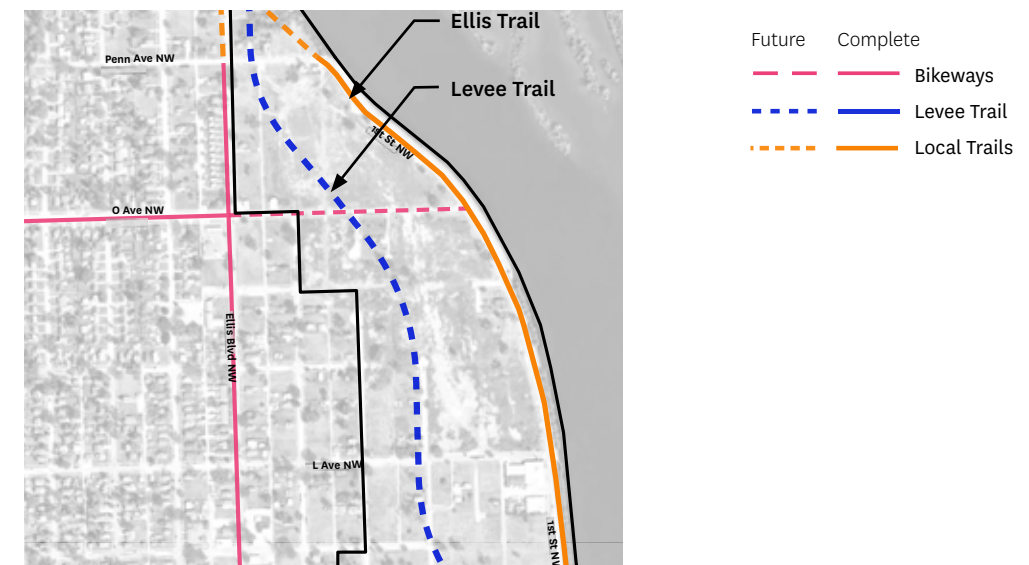 Ellis Trail
Future Complete
Penn Ave NW
Bikeways
Levee Trail
Levee Trail
1st St NW
Local Trails
O Ave NW
Ellis Blvd NW
L Ave NW
1st St